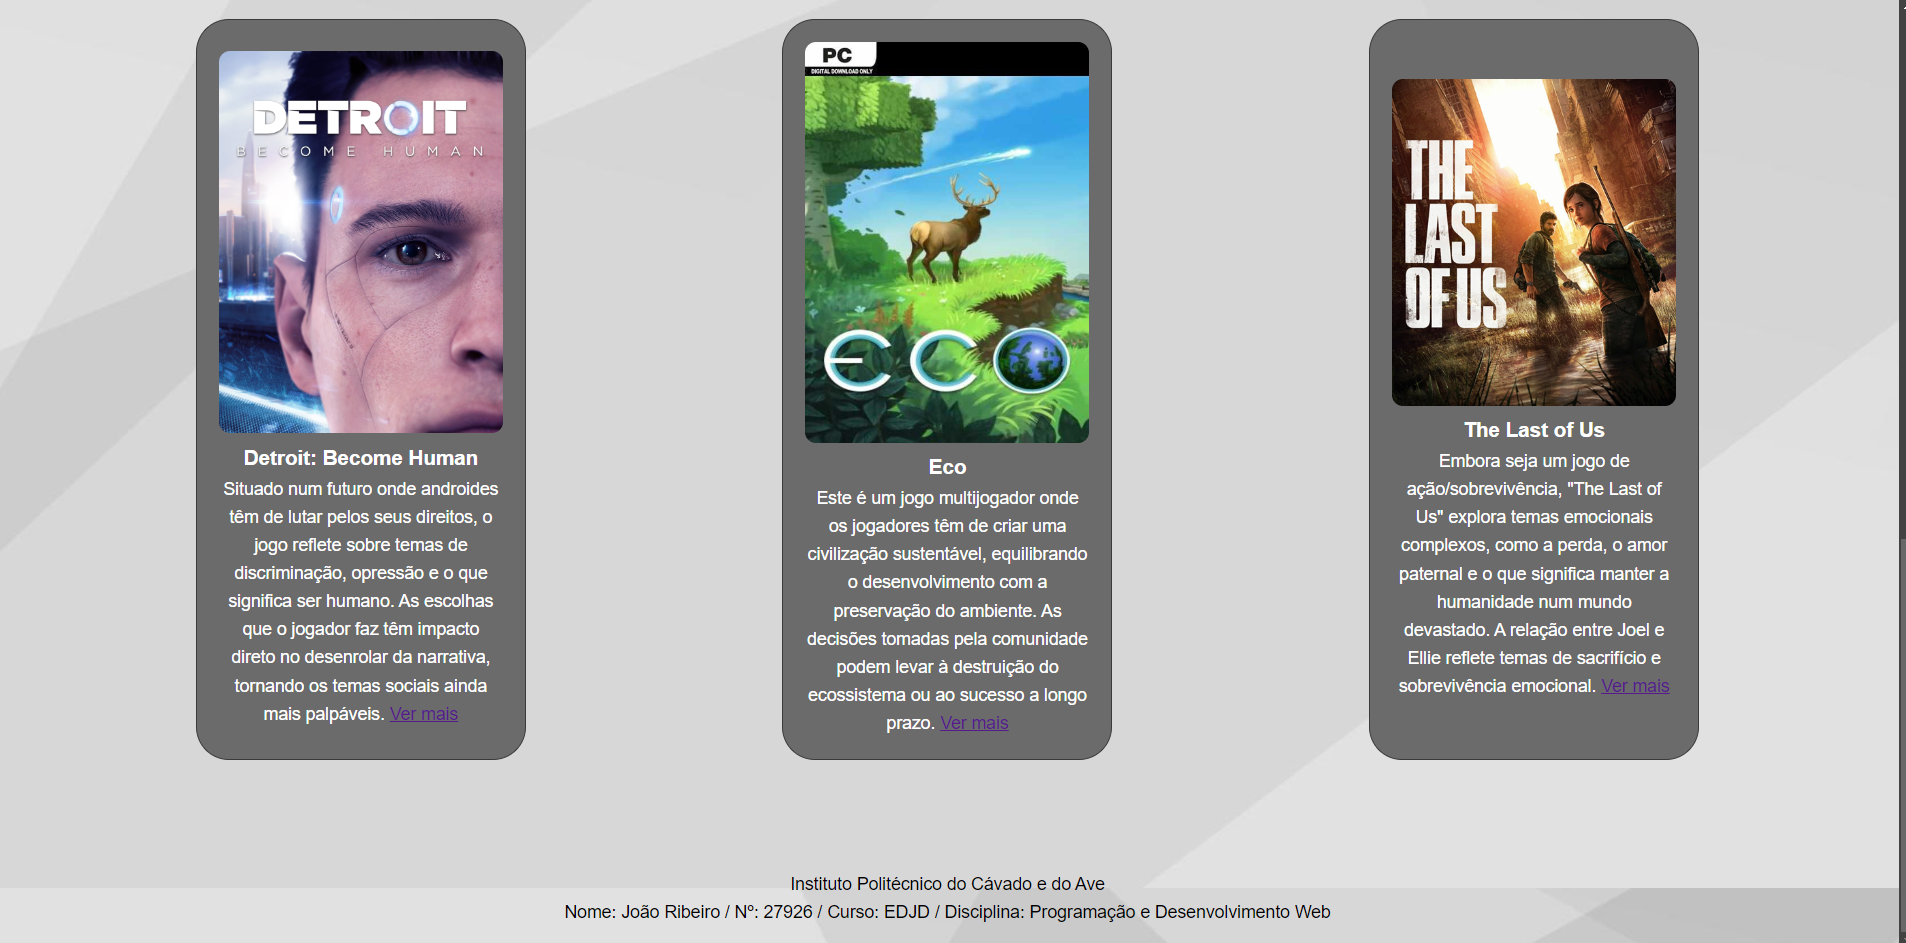 DETROIT
BECOME HUMAN
Detroit: Become Human
Situado num futuro onde androides
têm de lutar pelos seus direitos, o
jogo reflete sobre temas de
discriminação, opressão e o que
significa ser humano. As escolhas
que o jogador faz têm impacto
direto no desenrolar da narrativa,
tornando os temas sociais ainda
mais palpáveis. Ver mais
PC
DIGITAL DOWNLOAD ONLY
ECO
Eco
Este é um jogo multijogador onde
os jogadores têm de criar uma
civilização sustentável, equilibrando
o desenvolvimento com a
preservação do ambiente. As
decisões tomadas pela comunidade
podem levar à destruição do
ecossistema ou ao sucesso a longo
prazo. Ver mais
THE
LAST
OF US
The Last of Us
Embora seja um jogo de
ação/sobrevivência, "The Last of
Us" explora temas emocionais
complexos, como a perda, o amor
paternal e o que significa manter a
humanidade num mundo
devastado. A relação entre Joel e
Ellie reflete temas de sacrifício e
sobrevivência emocional. Ver mais
Instituto Politécnico do Cávado e do Ave
Nome: João Ribeiro / Nº: 27926 / Curso: EDJD / Disciplina: Programação e Desenvolvimento Web